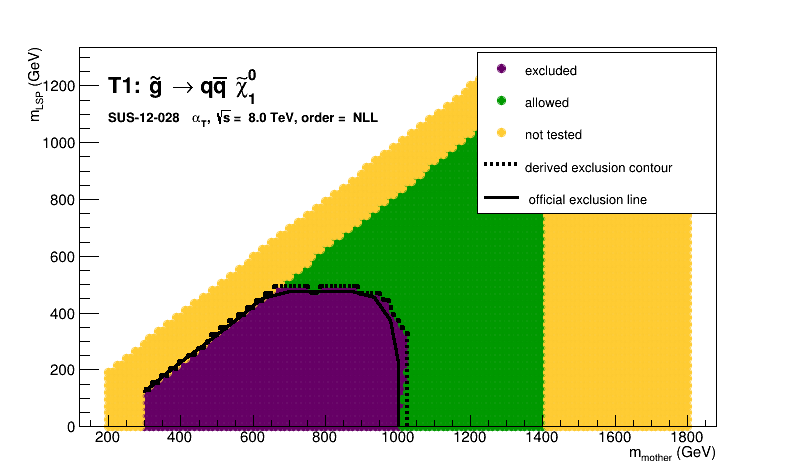 T1: g̃ → qq̅ χ̃⁰₁
SUS-12-028 α_T, √s = 8.0 TeV, order = NLL
excluded
allowed
not tested
derived exclusion contour
official exclusion line
m_LSP (GeV)
1200
1000
800
600
400
200
0
200 400 600 800 1000 1200 1400 1600 1800
m_mother (GeV)